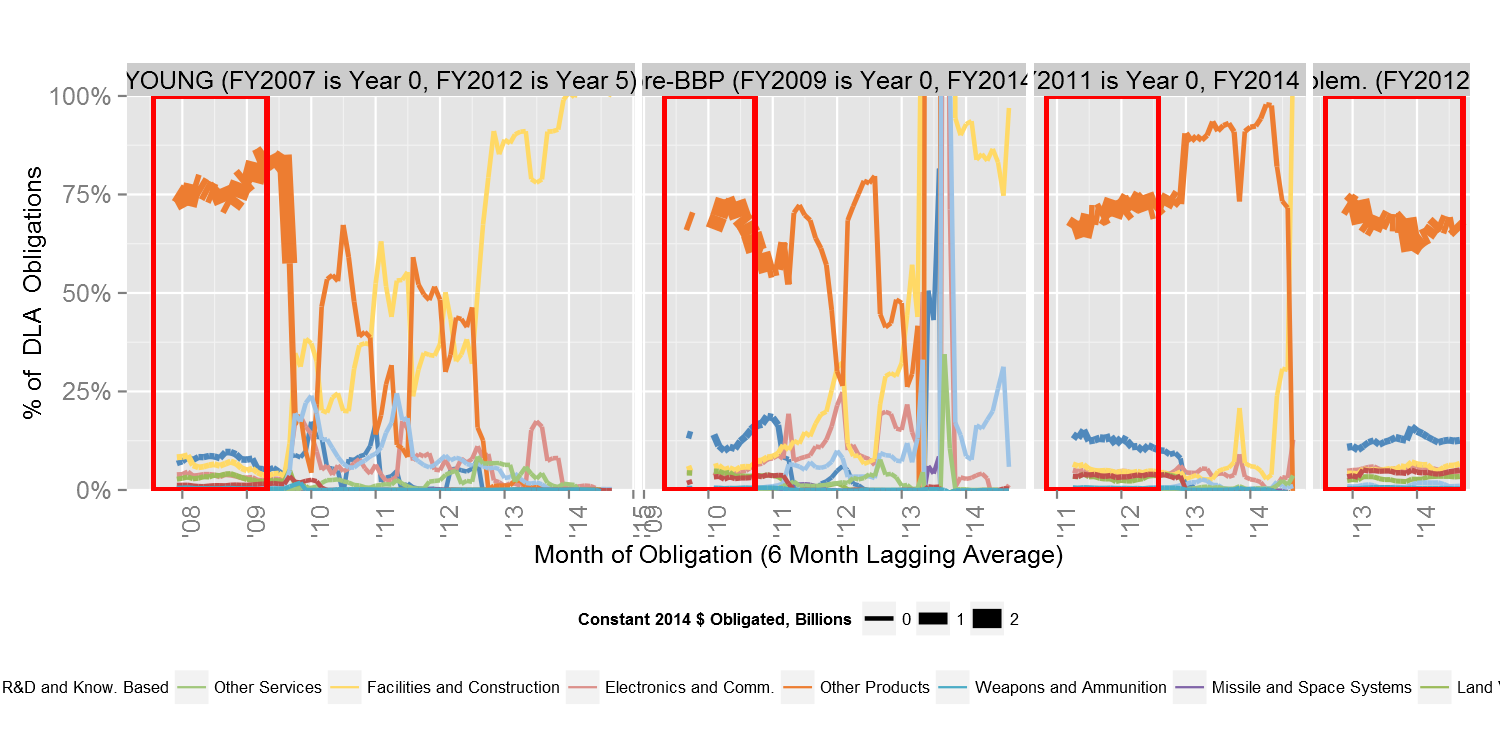 YOUNG (FY2007 is Year 0, FY2012 is Year 5)
re-BBP (FY2009 is Year 0, FY2014
2011 is Year 0, FY2014
lem. (FY2012
% of DLA Obligations
100%
75%
50%
25%
0%
'08 '09 '10 '11 '12 '13 '14 '15
'09 '10 '11 '12 '13 '14
'11 '12 '13 '14
'13 '14
Month of Obligation (6 Month Lagging Average)
Constant 2014 $ Obligated, Billions 0 1 2
R&D and Know. Based Other Services Facilities and Construction Electronics and Comm. Other Products Weapons and Ammunition Missile and Space Systems Land